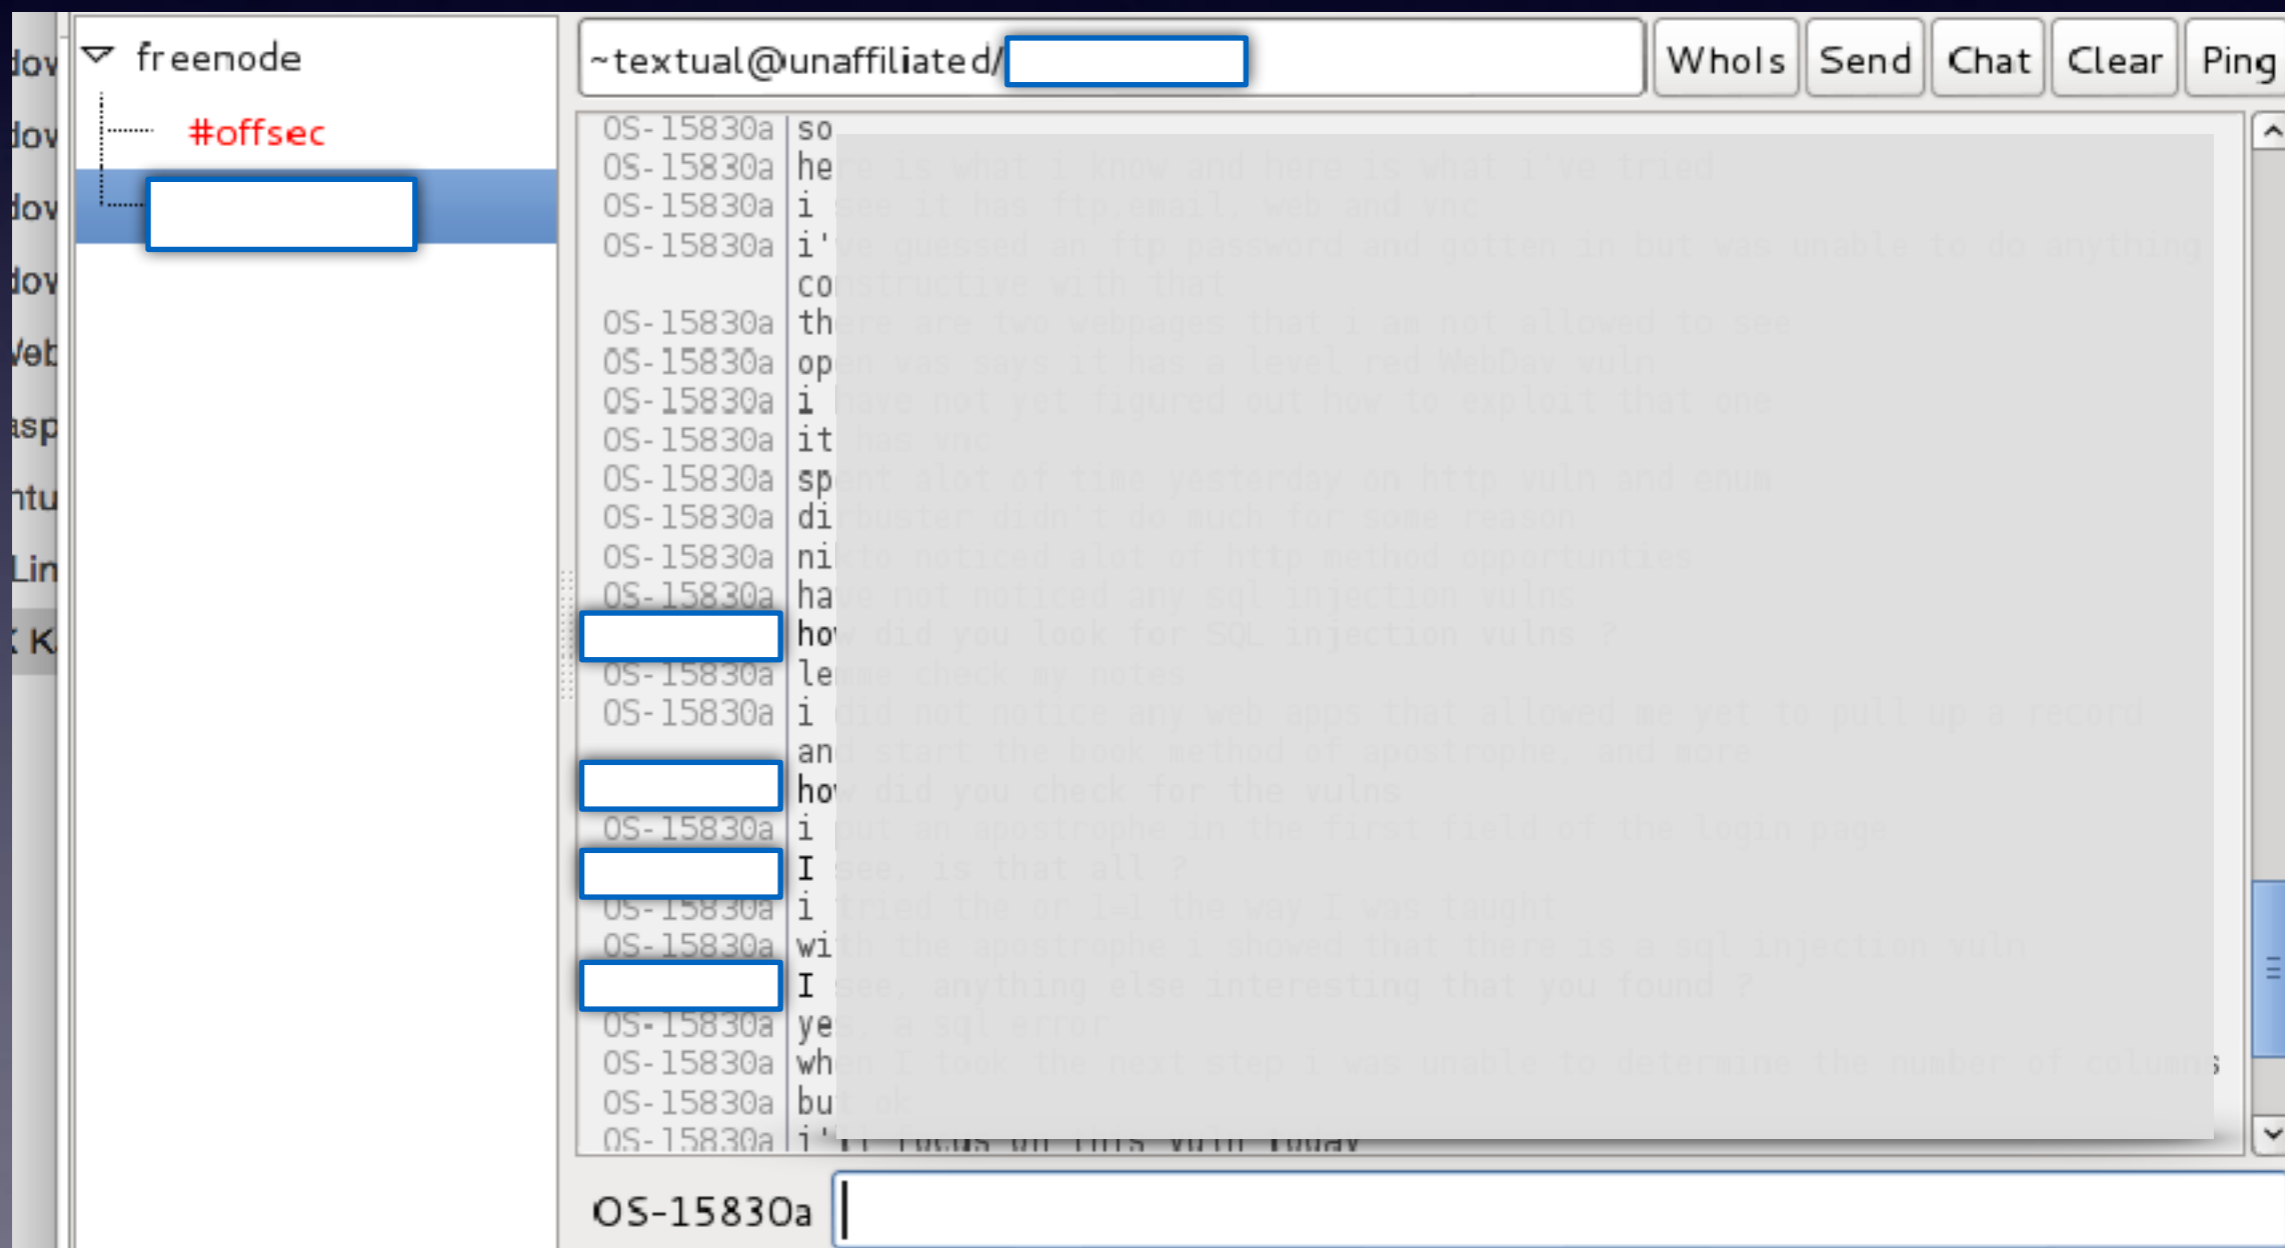 freenode
#offsec
~textual@unaffiliated/
WhoIs Send Chat Clear Ping
OS-15830a so
OS-15830a here is what i know and here is what i've tried
OS-15830a i see it has ftp,email, web and vnc
OS-15830a i've guessed an ftp password and gotten in but was unable to do anything
constructive with that
OS-15830a there are two webpages that i am not allowed to see
OS-15830a open vas says it has a level red WebDav vuln
OS-15830a i have not yet figured out how to exploit that one
OS-15830a it has vnc
OS-15830a spent alot of time yesterday on http vuln and enum
OS-15830a dirbuster didn't do much for some reason
OS-15830a nikto noticed alot of http method opportunties
OS-15830a have not noticed any sql injection vulns
how did you look for SQL injection vulns ?
OS-15830a lemme check my notes
OS-15830a i did not notice any web apps that allowed me yet to pull up a record
and start the book method of apostrophe, and more
how did you check for the vulns
OS-15830a i put an apostrophe in the first field of the login page
I see, is that all ?
OS-15830a i tried the or 1=1 the way I was taught
OS-15830a with the apostrophe i showed that there is a sql injection vuln
I see, anything else interesting that you found ?
OS-15830a yes, a sql error
OS-15830a when I took the next step i was unable to determine the number of columns
OS-15830a but ok
OS-15830a i'll focus on this vuln today
OS-15830a